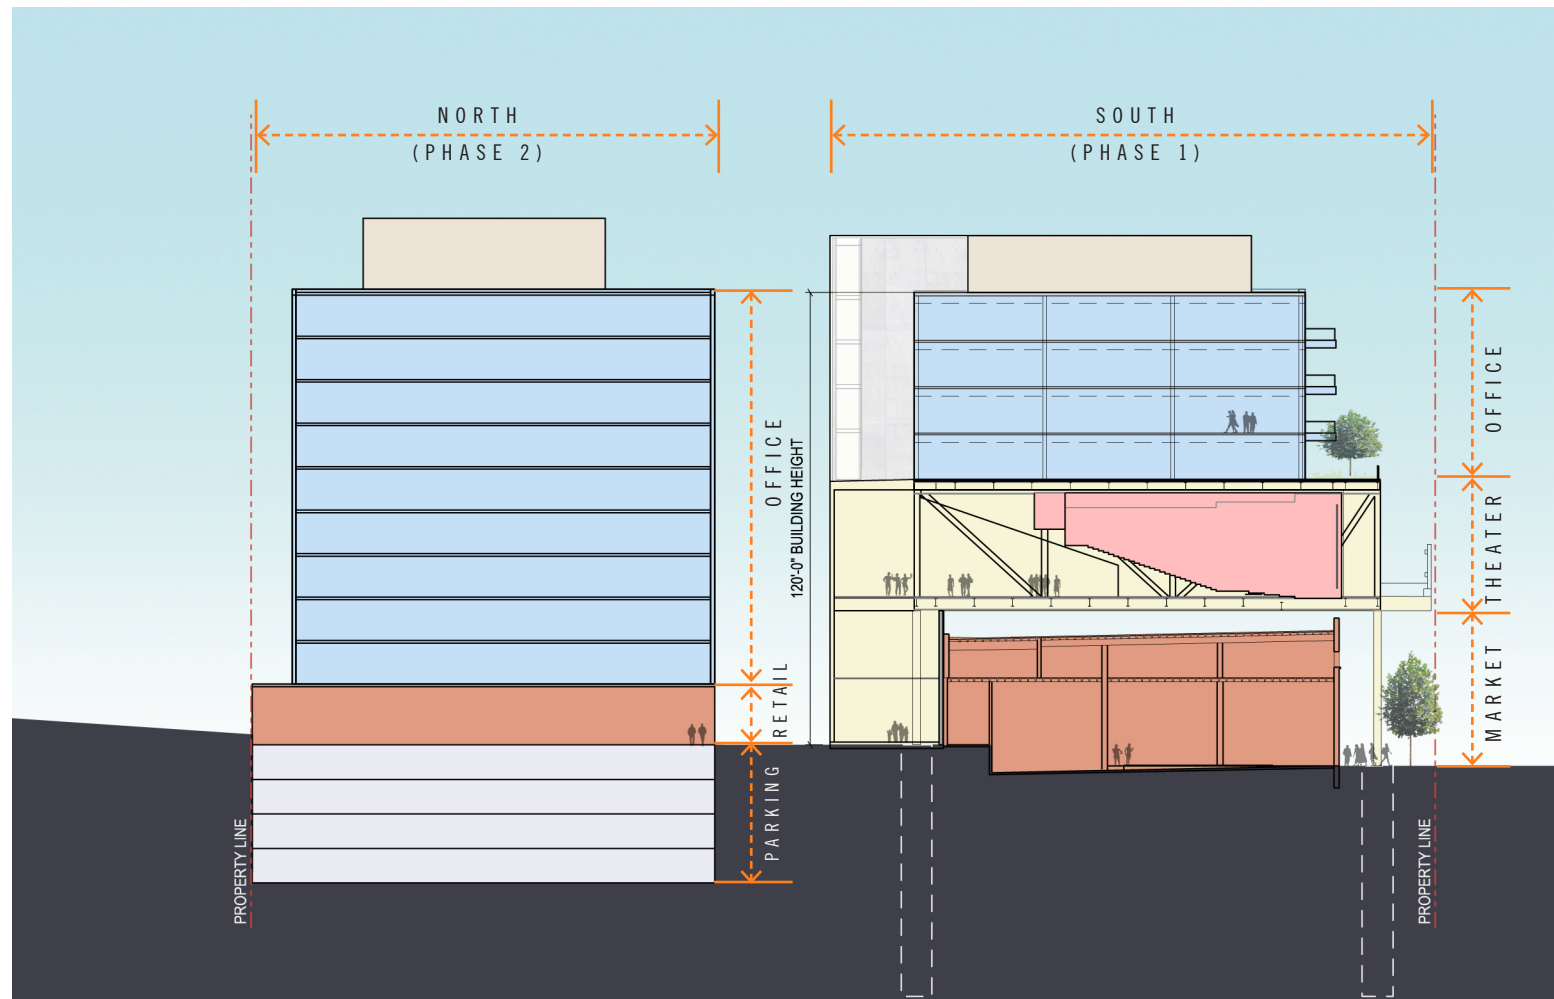 NORTH
(PHASE 2)
SOUTH
(PHASE 1)
OFFICE
RETAIL
PARKING
120'-0" BUILDING HEIGHT
OFFICE
THEATER
MARKET
PROPERTY LINE
PROPERTY LINE